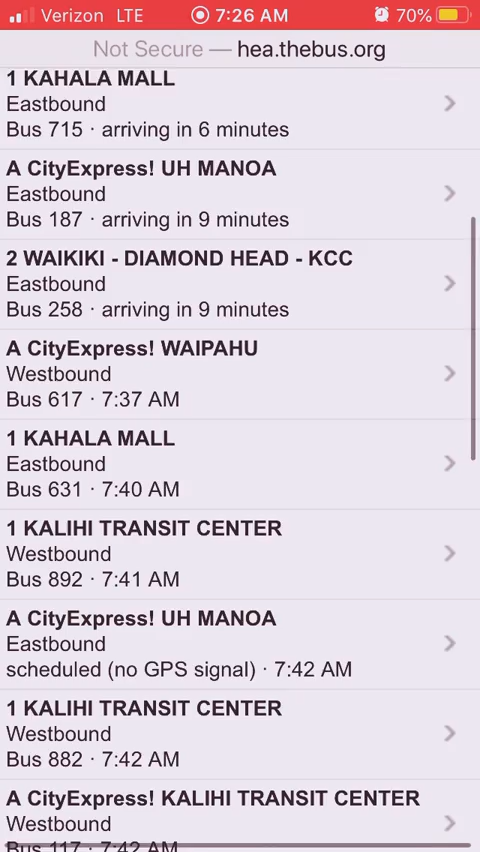 Verizon LTE 7:26 AM 70%
Not Secure — hea.thebus.org
1 KAHALA MALL
Eastbound
Bus 715 · arriving in 6 minutes
A CityExpress! UH MANOA
Eastbound
Bus 187 · arriving in 9 minutes
2 WAIKIKI - DIAMOND HEAD - KCC
Eastbound
Bus 258 · arriving in 9 minutes
A CityExpress! WAIPAHU
Westbound
Bus 617 · 7:37 AM
1 KAHALA MALL
Eastbound
Bus 631 · 7:40 AM
1 KALIHI TRANSIT CENTER
Westbound
Bus 892 · 7:41 AM
A CityExpress! UH MANOA
Eastbound
scheduled (no GPS signal) · 7:42 AM
1 KALIHI TRANSIT CENTER
Westbound
Bus 882 · 7:42 AM
A CityExpress! KALIHI TRANSIT CENTER
Westbound
Bus 117 · 7:42 AM